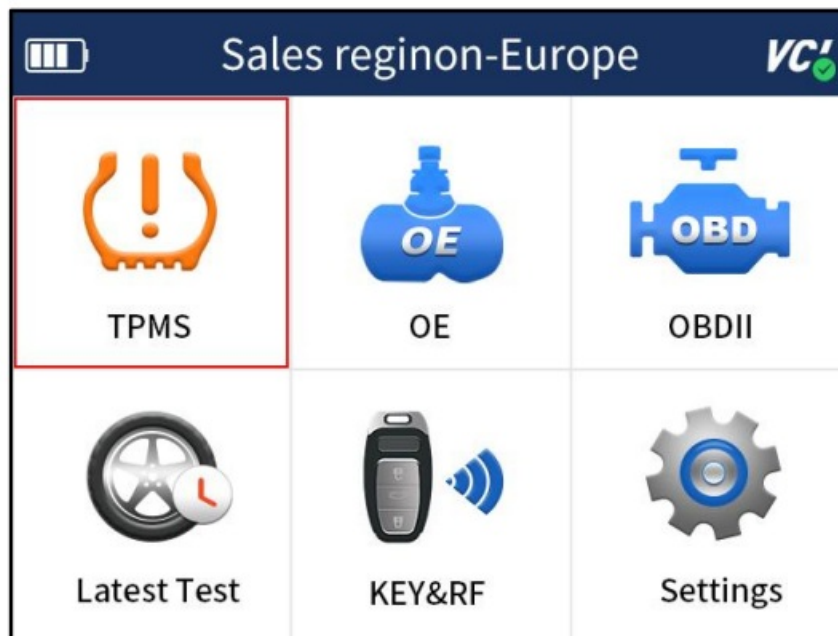 Sales reginon-Europe VCI
OE OBD
TPMS OE OBDII
Latest Test KEY&RF Settings